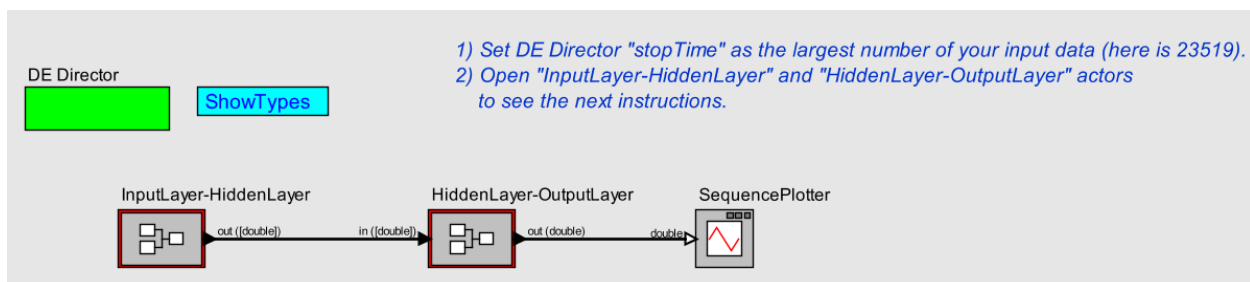 1) Set DE Director "stopTime" as the largest number of your input data (here is 23519).
2) Open "InputLayer-HiddenLayer" and "HiddenLayer-OutputLayer" actors
to see the next instructions.
DE Director
ShowTypes
InputLayer-HiddenLayer
HiddenLayer-OutputLayer
SequencePlotter
out ([double])
in ([double])
out (double)
double